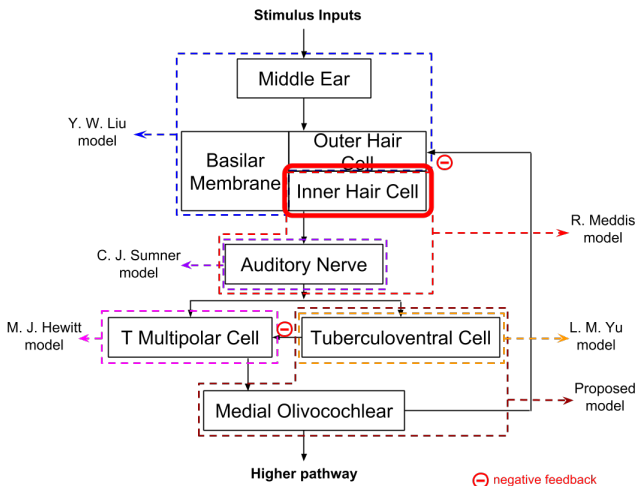 Stimulus Inputs
Middle Ear
Y. W. Liu
model
Outer Hair
Cell
Basilar
Membrane
Inner Hair Cell
R. Meddis
model
C. J. Sumner
model
Auditory Nerve
M. J. Hewitt
model
T Multipolar Cell
Tuberculoventral Cell
L. M. Yu
model
Proposed
model
Medial Olivocochlear
Higher pathway
negative feedback